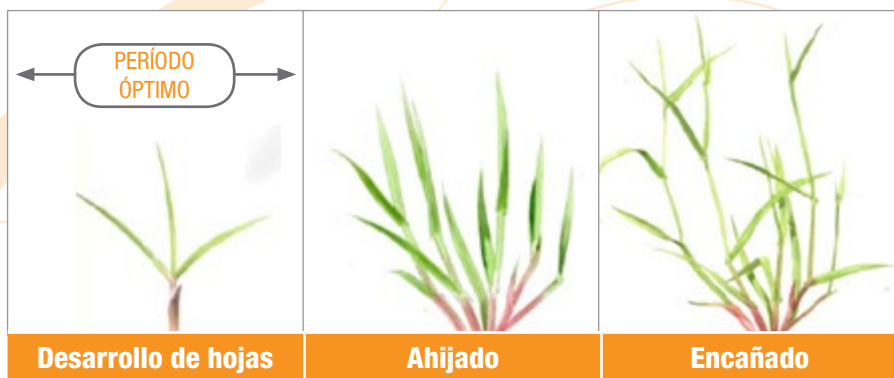 PERÍODO
ÓPTIMO
Desarrollo de hojas
Ahijado
Encañado